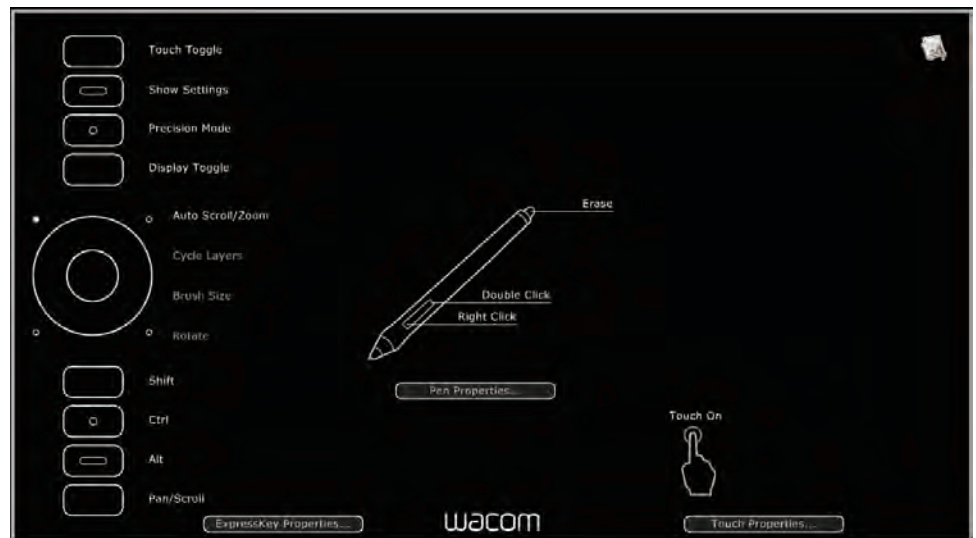 Touch Toggle
Show Settings
Precision Mode
Display Toggle
Auto Scroll/Zoom
Cycle Layers
Brush Size
Rotate
Shift
Ctrl
Alt
Pan/Scroll
ExpressKey Properties...
Erase
Double Click
Right Click
Pen Properties...
wacom
Touch On
Touch Properties...